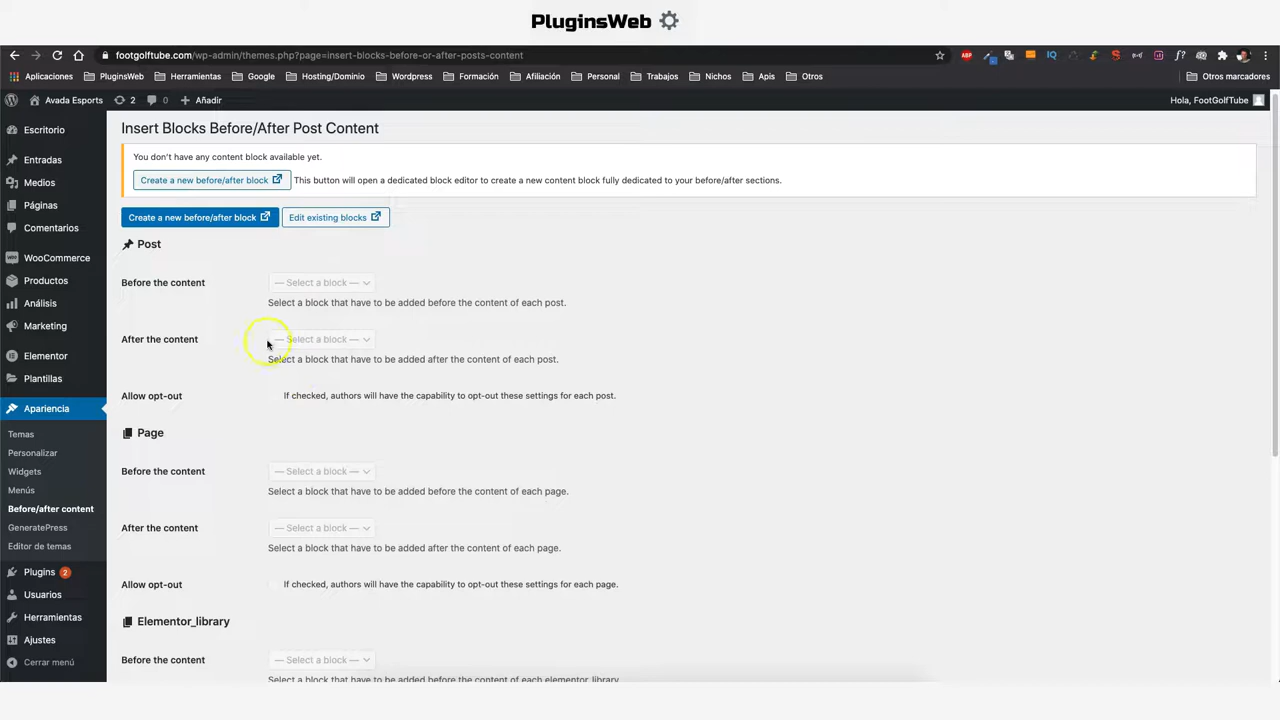 PluginsWeb
footgolftube.com/wp-admin/themes.php?page=insert-blocks-before-or-after-posts-content
Aplicaciones PluginsWeb Herramientas Google Hosting/Dominio Wordpress Formación Afiliación Personal Trabajos Nichos Apis Otros Otros marcadores
Avada Esports 2 0 Añadir Hola, FootGolfTube
Escritorio
Entradas
Medios
Páginas
Comentarios
WooCommerce
Productos
Análisis
Marketing
Elementor
Plantillas
Apariencia
Temas
Personalizar
Widgets
Menús
Before/after content
GeneratePress
Editor de temas
Plugins 2
Usuarios
Herramientas
Ajustes
Cerrar menú
Insert Blocks Before/After Post Content
You don't have any content block available yet.
Create a new before/after block This button will open a dedicated block editor to create a new content block fully dedicated to your before/after sections.
Create a new before/after block Edit existing blocks
Post
Before the content — Select a block —
Select a block that have to be added before the content of each post.
After the content — Select a block —
Select a block that have to be added after the content of each post.
Allow opt-out If checked, authors will have the capability to opt-out these settings for each post.
Page
Before the content — Select a block —
Select a block that have to be added before the content of each page.
After the content — Select a block —
Select a block that have to be added after the content of each page.
Allow opt-out If checked, authors will have the capability to opt-out these settings for each page.
Elementor_library
Before the content — Select a block —
Select a block that have to be added before the content of each elementor_library